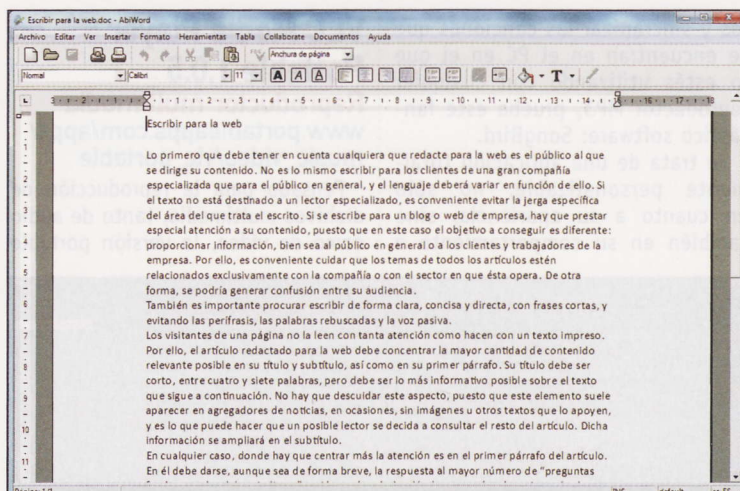 Escribir para la web.doc - AbiWord
Archivo Editar Ver Insertar Formato Herramientas Tabla Collaborate Documentos Ayuda
Anchura de página
Normal Calibri 11 A A A
Escribir para la web
Lo primero que debe tener en cuenta cualquiera que redacte para la web es el público al que
se dirige su contenido. No es lo mismo escribir para los clientes de una gran compañía
especializada que para el público en general, y el lenguaje deberá variar en función de ello. Si
el texto no está destinado a un lector especializado, es conveniente evitar la jerga específica
del área del que trata el escrito. Si se escribe para un blog o web de empresa, hay que prestar
especial atención a su contenido, puesto que en este caso el objetivo a conseguir es diferente:
proporcionar información, bien sea al público en general o a los clientes y trabajadores de la
empresa. Por ello, es conveniente cuidar que los temas de todos los artículos estén
relacionados exclusivamente con la compañía o con el sector en que ésta opera. De otra
forma, se podría generar confusión entre su audiencia.
También es importante procurar escribir de forma clara, concisa y directa, con frases cortas, y
evitando las perífrasis, las palabras rebuscadas y la voz pasiva.
Los visitantes de una página no la leen con tanta atención como hacen con un texto impreso.
Por ello, el artículo redactado para la web debe concentrar la mayor cantidad de contenido
relevante posible en su título y subtítulo, así como en su primer párrafo. Su título debe ser
corto, entre cuatro y siete palabras, pero debe ser lo más informativo posible sobre el texto
que sigue a continuación. No hay que descuidar este aspecto, puesto que este elemento suele
aparecer en agregadores de noticias, en ocasiones, sin imágenes u otros textos que lo apoyen,
y es lo que puede hacer que un posible lector se decida a consultar el resto del artículo. Dicha
información se ampliará en el subtítulo.
En cualquier caso, donde hay que centrar más la atención es en el primer párrafo del artículo.
En él debe darse, aunque sea de forma breve, la respuesta al mayor número de "preguntas